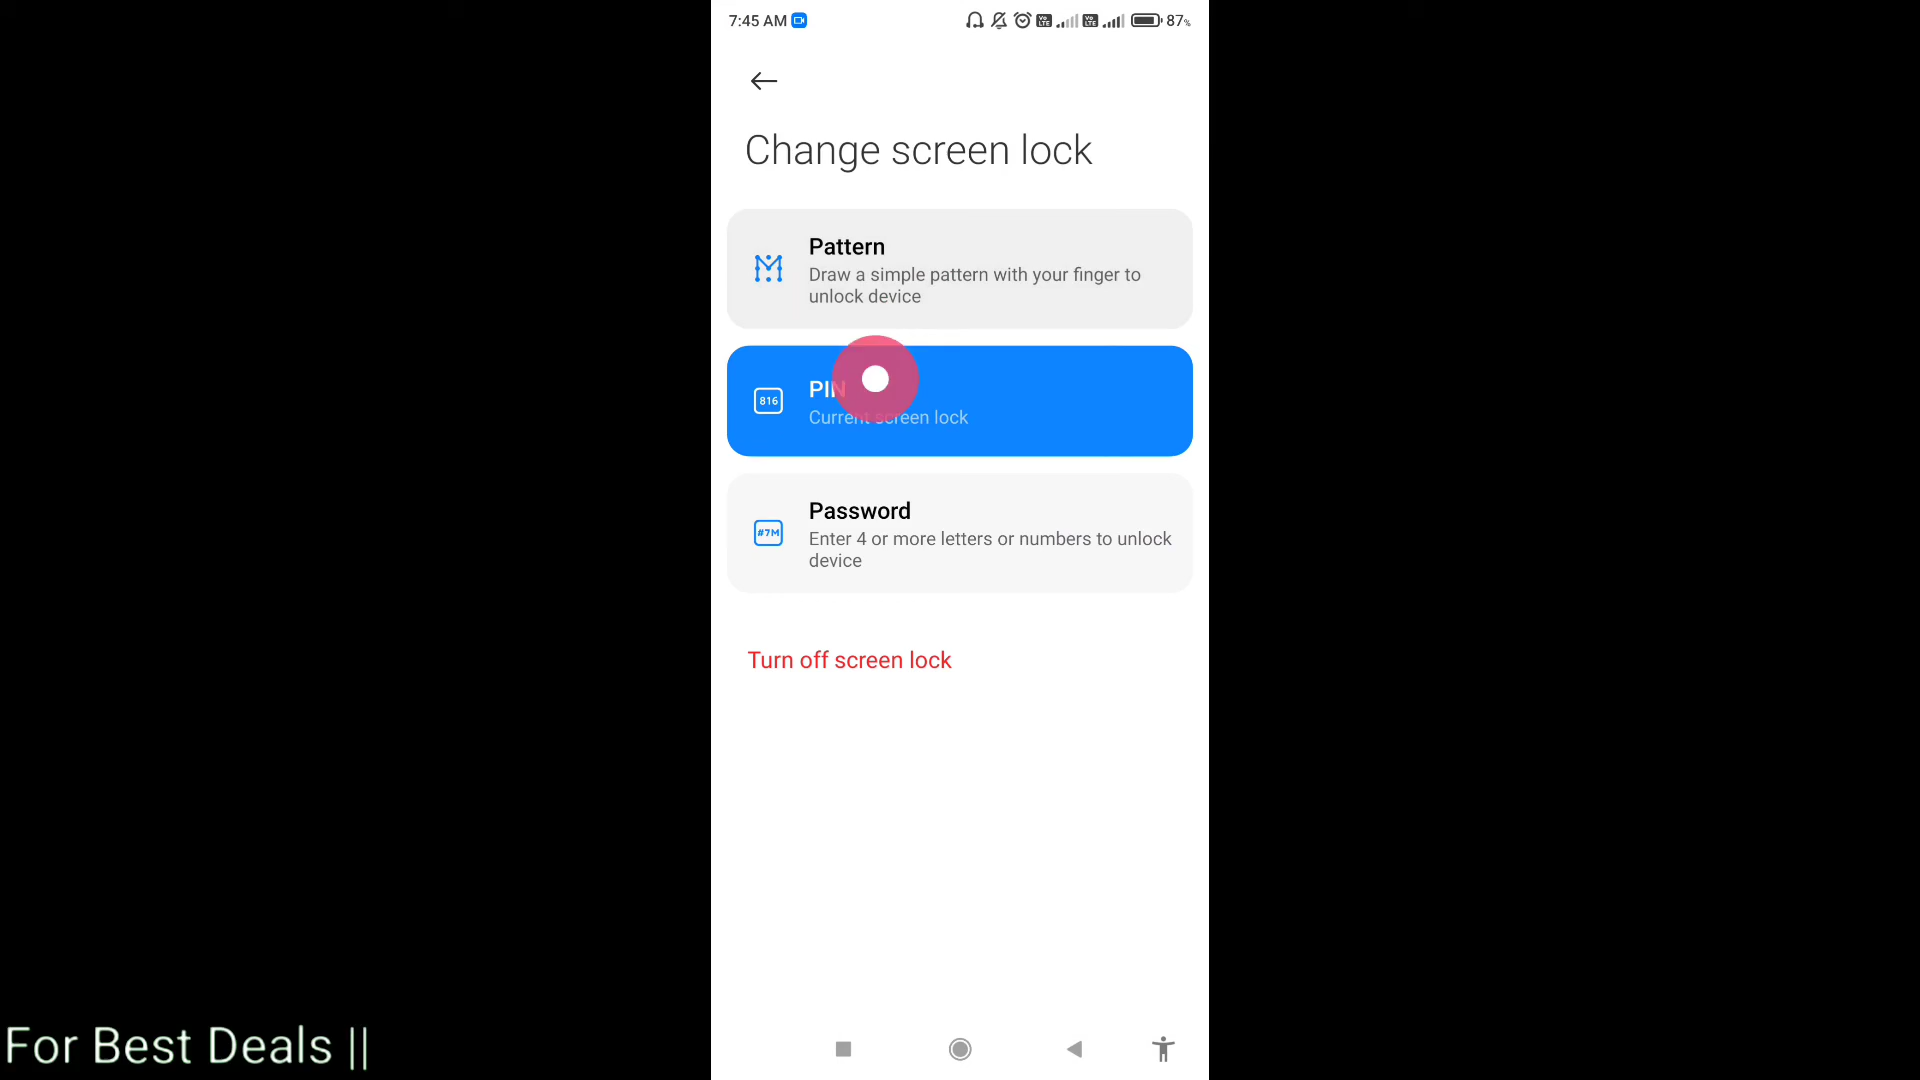 7:45 AM
87%
Change screen lock
Pattern
Draw a simple pattern with your finger to
unlock device
816
PIN
Current screen lock
#7M
Password
Enter 4 or more letters or numbers to unlock
device
Turn off screen lock
For Best Deals ||